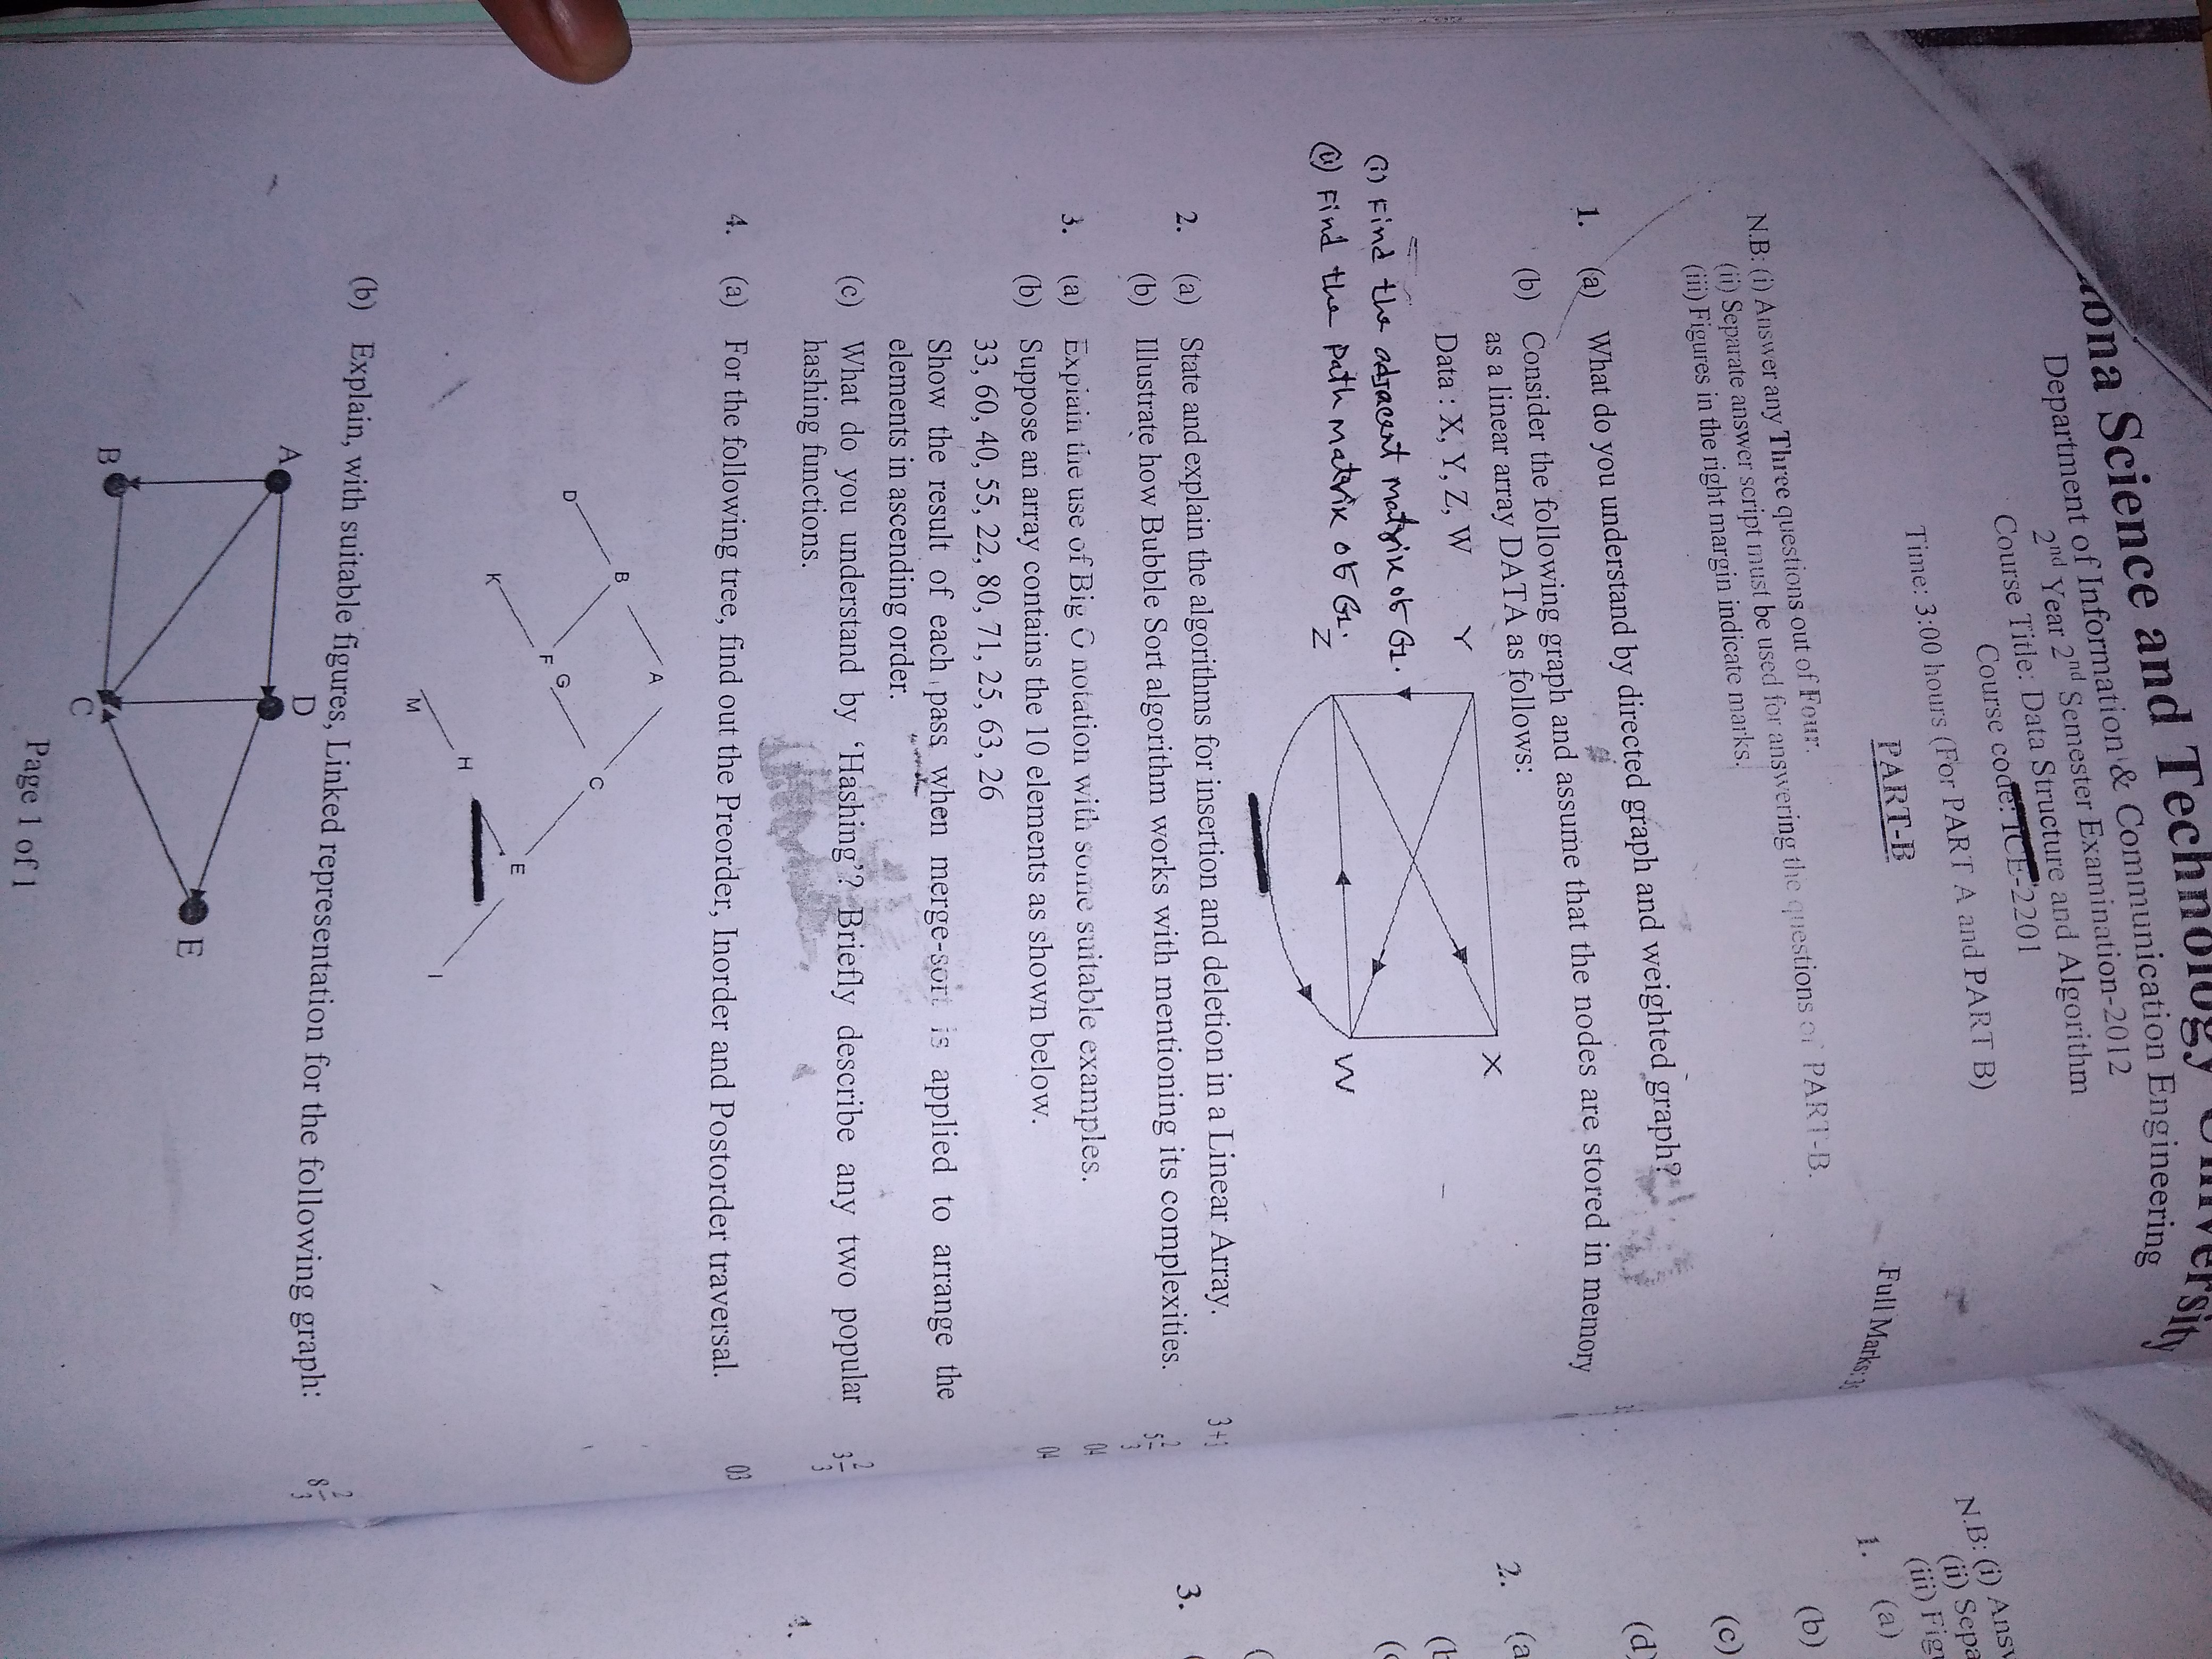 Science and Technology
Department of Information & Communication Engineering
2nd Year 2nd Semester Examination-2012
Course Title: Data Structure and Algorithm
Course code: ICE-2201
Time: 3:00 hours (For PART A and PART B)
Full Marks:
PART-B
N.B: (i) Answer any Three questions out of Four.
(ii) Separate answer script must be used for answering the questions of PART-B.
(iii) Figures in the right margin indicate marks.
1. (a) What do you understand by directed graph and weighted graph?
(b) Consider the following graph and assume that the nodes are stored in memory
as a linear array DATA as follows:
Data : X, Y, Z, W
Y X
Z W
(i) Find the adjacent matrix of G.
(ii) Find the path matrix of G.
2. (a) State and explain the algorithms for insertion and deletion in a Linear Array. 3+
(b) Illustrate how Bubble Sort algorithm works with mentioning its complexities. 5 2/3
3. (a) Explain the use of Big O notation with some suitable examples. 04
(b) Suppose an array contains the 10 elements as shown below. 04
33, 60, 40, 55, 22, 80, 71, 25, 63, 26
Show the result of each pass when merge-sort is applied to arrange the
elements in ascending order.
(c) What do you understand by ‘Hashing’? Briefly describe any two popular 3 2/3
hashing functions.
4. (a) For the following tree, find out the Preorder, Inorder and Postorder traversal. 03
A
B C
D F G E
K H I
M
(b) Explain, with suitable figures, Linked representation for the following graph: 8 2/3
A D
E
B C
Page 1 of 1
N.B: (i) Answ
(ii) Sepa
(iii) Figu
1. (a)
(b)
(c)
(d)
2. (a
(b
3.
4.